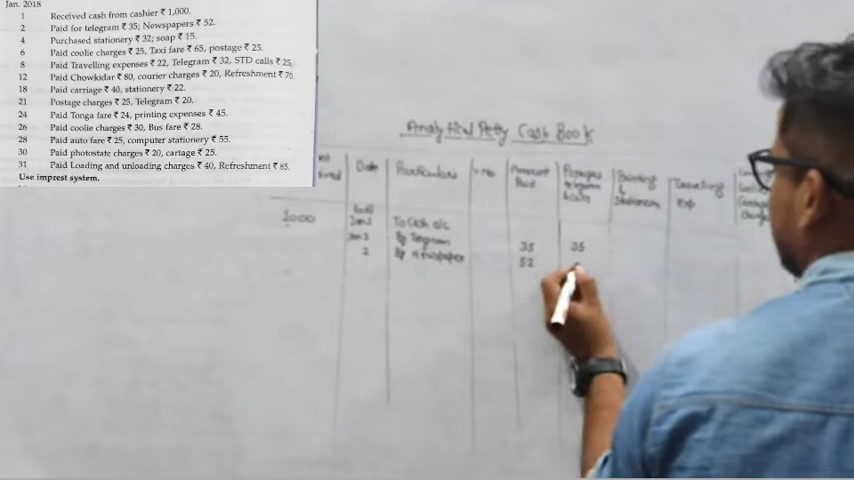 Jan. 2018
1 Received cash from cashier ₹ 1,000.
2 Paid for telegram ₹ 35; Newspapers ₹ 52.
4 Purchased stationery ₹ 32; soap ₹ 15.
6 Paid coolie charges ₹ 25, Taxi fare ₹ 65, postage ₹ 25.
8 Paid Travelling expenses ₹ 22, Telegram ₹ 32, STD calls ₹ 25,
12 Paid Chowkidar ₹ 80, courier charges ₹ 20, Refreshment ₹ 70
18 Paid carriage ₹ 40, stationery ₹ 22.
21 Postage charges ₹ 25, Telegram ₹ 20.
24 Paid Tonga fare ₹ 24, printing expenses ₹ 45.
26 Paid coolie charges ₹ 30, Bus fare ₹ 28.
28 Paid auto fare ₹ 25, computer stationery ₹ 55.
30 Paid photostate charges ₹ 20, cartage ₹ 25.
31 Paid Loading and unloading charges ₹ 40, Refreshment ₹ 85.
Use imprest system.
Analytical Petty Cash Book
Date Particulars V.No Amount Paid Postages telegram & calls Printing & Stationery Travelling Exp
1000 Jan 1 To Cash a/c
Jan 2 By Telegram 35 35
2 By Newspaper 52